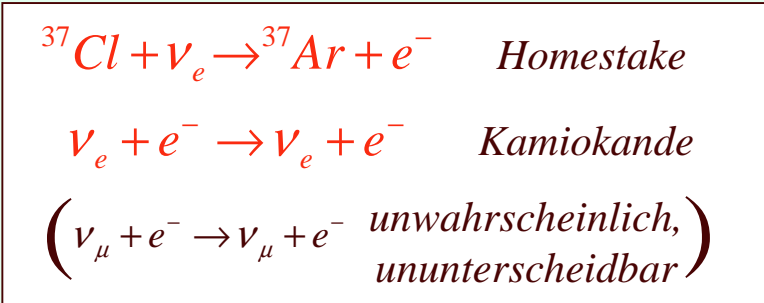 ³⁷Cl + νₑ → ³⁷Ar + e⁻ Homestake
νₑ + e⁻ → νₑ + e⁻ Kamiokande
(ν_μ + e⁻ → ν_μ + e⁻ unwahrscheinlich,
ununterscheidbar)